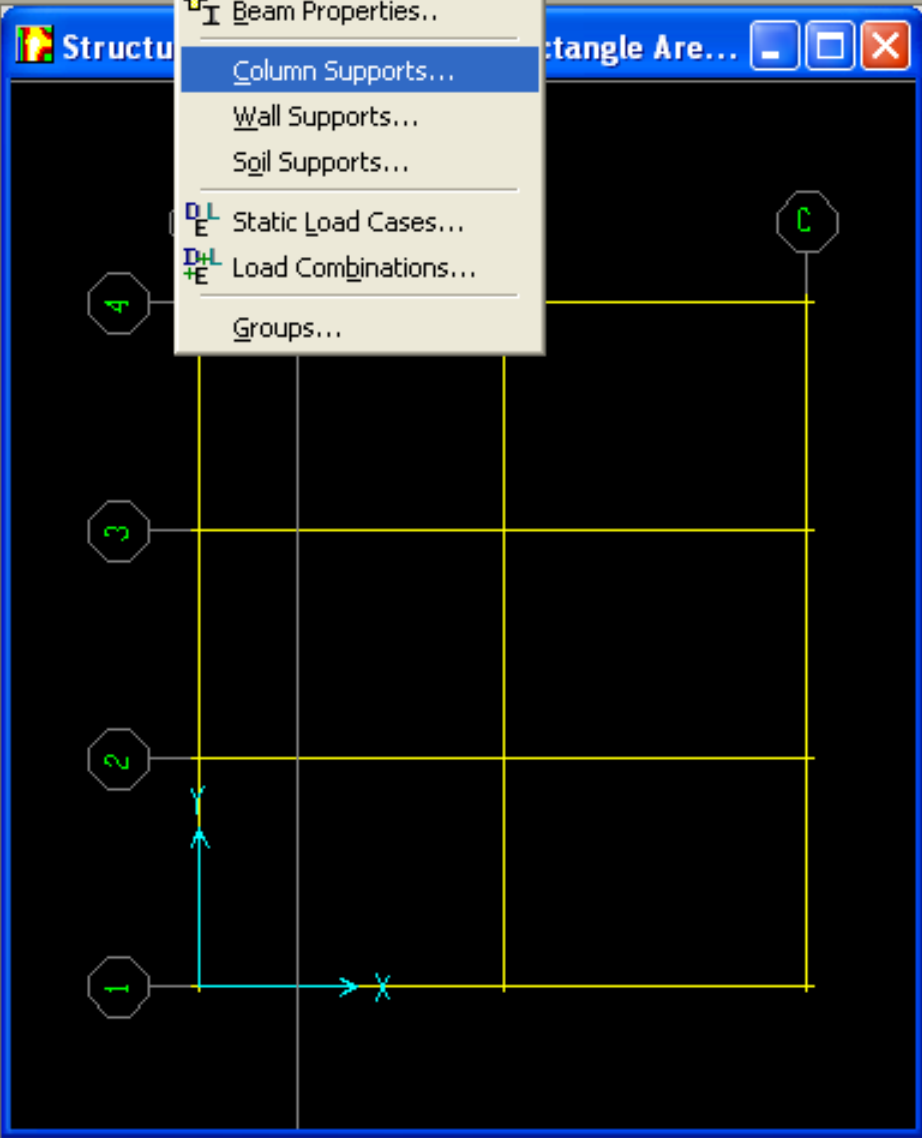 Beam Properties..
Structu
ctangle Are...
Column Supports...
Wall Supports...
Soil Supports...
Static Load Cases...
Load Combinations...
Groups...
C
4
3
2
Y
1
X